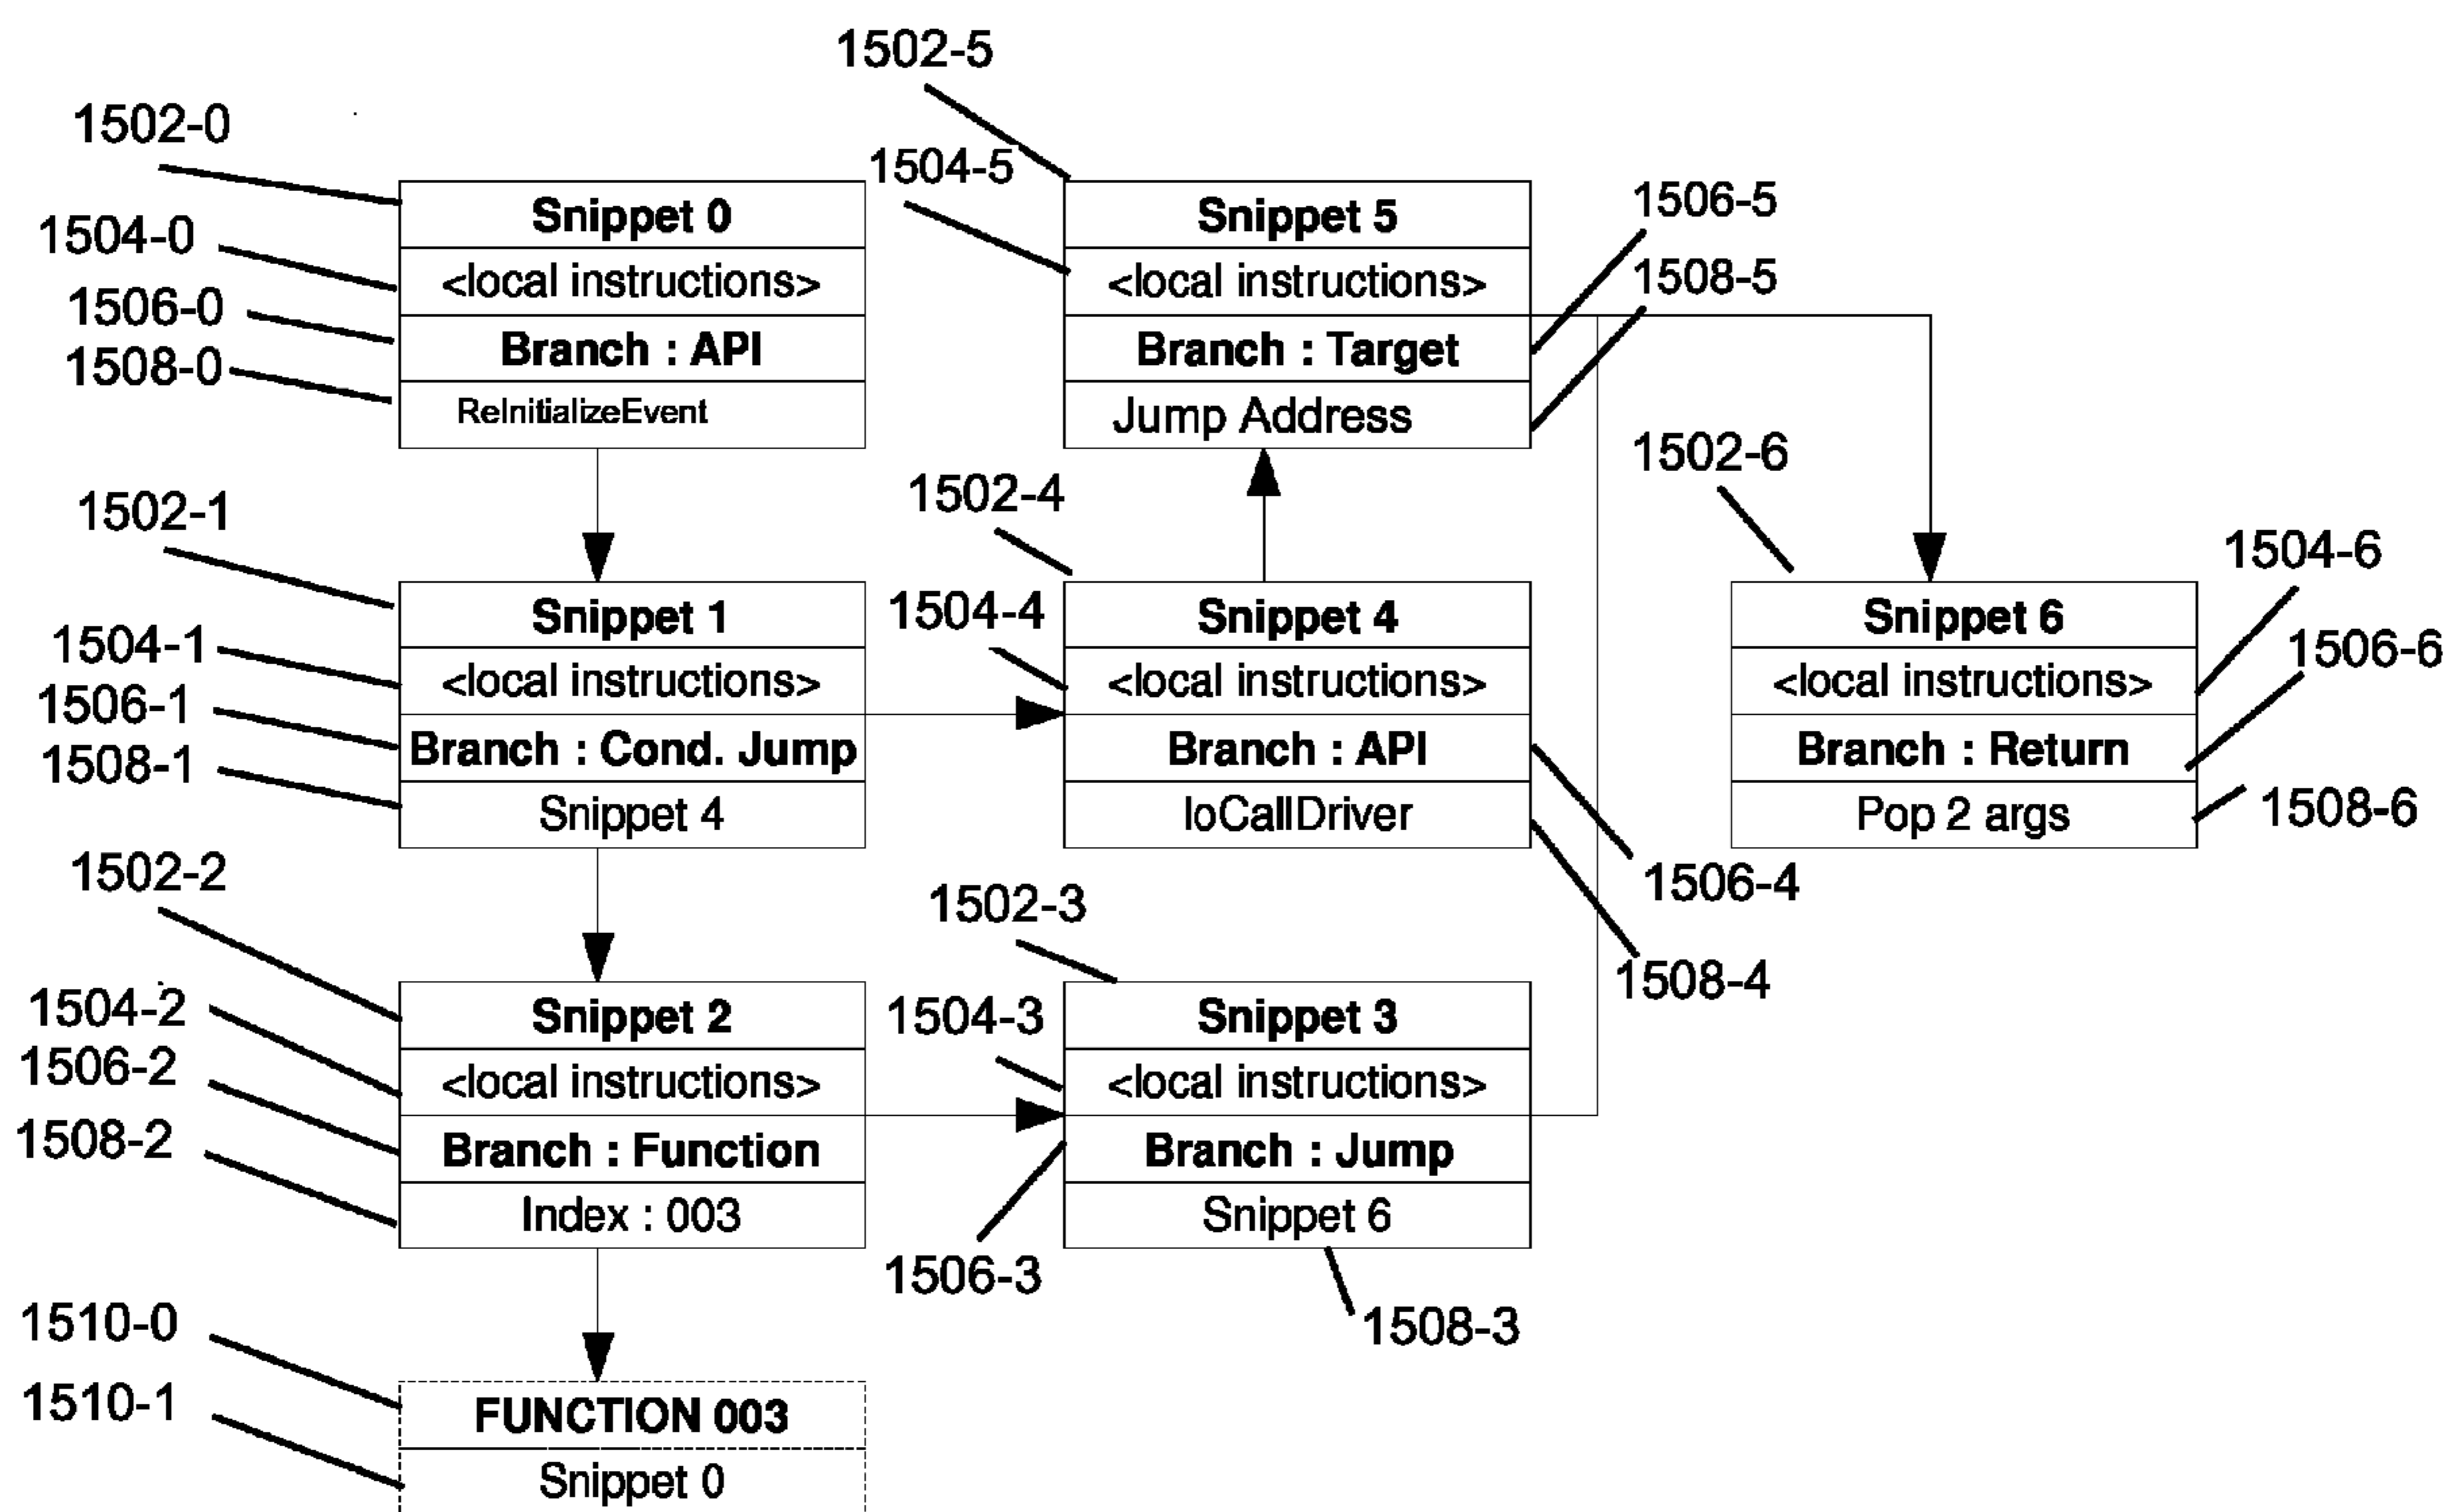 1502-5
1502-0
1504-5
Snippet 0
Snippet 5
1506-5
1504-0
<local instructions>
<local instructions>
1508-5
1506-0
Branch : API
Branch : Target
1508-0
ReInitializeEvent
Jump Address
1502-6
1502-1
1502-4
1504-6
Snippet 1
1504-4
Snippet 4
Snippet 6
1504-1
<local instructions>
<local instructions>
<local instructions>
1506-6
1506-1
Branch : Cond. Jump
Branch : API
Branch : Return
1508-1
Snippet 4
IoCallDriver
Pop 2 args
1508-6
1502-2
1506-4
1502-3
1508-4
1504-2
Snippet 2
1504-3
Snippet 3
1506-2
<local instructions>
<local instructions>
1508-2
Branch : Function
Branch : Jump
Index : 003
Snippet 6
1506-3
1510-0
1508-3
1510-1
FUNCTION 003
Snippet 0